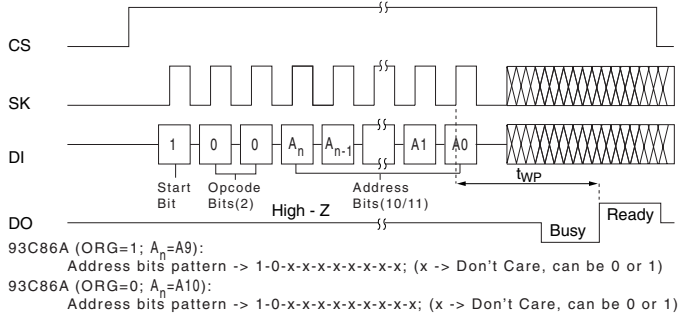 CS
SK
DI
1 0 0 An An-1 A1 A0
Start Bit
Opcode Bits(2)
Address Bits(10/11)
tWP
High - Z
DO
Busy
Ready
93C86A (ORG=1; An=A9):
Address bits pattern -> 1-0-x-x-x-x-x-x-x-x; (x -> Don't Care, can be 0 or 1)
93C86A (ORG=0; An=A10):
Address bits pattern -> 1-0-x-x-x-x-x-x-x-x-x; (x -> Don't Care, can be 0 or 1)